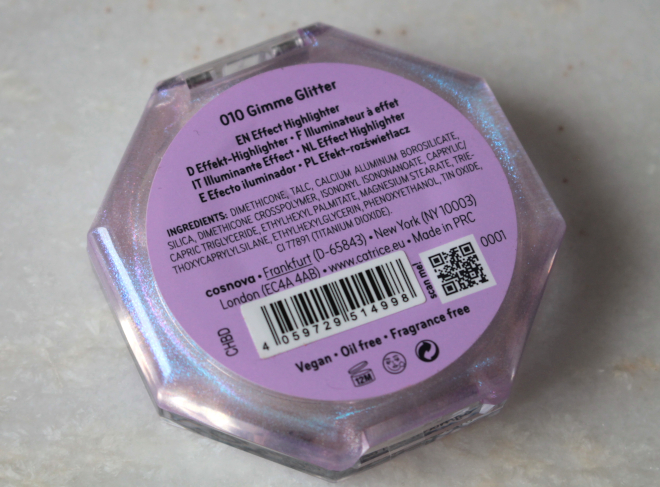 010 Gimme Glitter
EN Effect Highlighter
D Effekt-Highlighter • F Illuminateur à effet
IT Illuminante Effect • NL Effect Highlighter
E Efecto iluminador • PL Efekt-rozświetlacz
INGREDIENTS: DIMETHICONE, TALC, CALCIUM ALUMINUM BOROSILICATE,
SILICA, DIMETHICONE CROSSPOLYMER, ISONONYL ISONONANOATE, CAPRYLIC/
CAPRIC TRIGLYCERIDE, ETHYLHEXYL PALMITATE, MAGNESIUM STEARATE, TRIE-
THOXYCAPRYLYLSILANE, ETHYLHEXYLGLYCERIN, PHENOXYETHANOL, TIN OXIDE,
CI 77891 (TITANIUM DIOXIDE).
cosnova • Frankfurt (D-65843) • New York (NY 10003)
London (EC4A 4AB) • www.catrice.eu • Made in PRC
scan me
0001
CH80
4 059729 514998
Vegan • Oil free • Fragrance free
12M